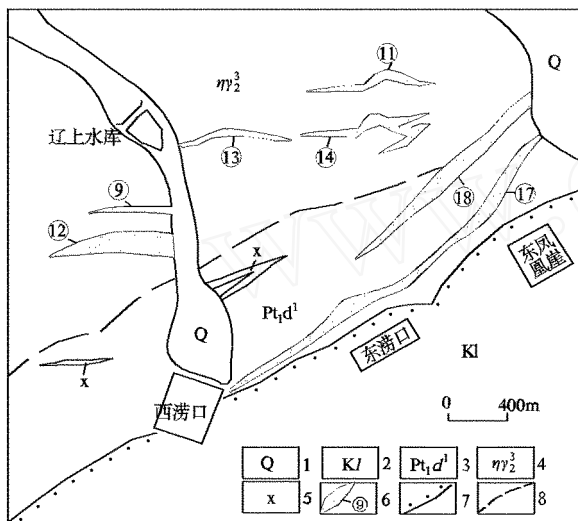 Q
ηγ₂³
⑪
辽上水库
⑬
⑭
⑨
⑱
⑰
⑫
x
东凤
凰崖
Pt₁d¹
Q
东涝口
Kl
x
西涝口
0 400m
Q 1 Kl 2 Pt₁d¹ 3 ηγ₂³ 4
x 5 ⑨ 6 7 8